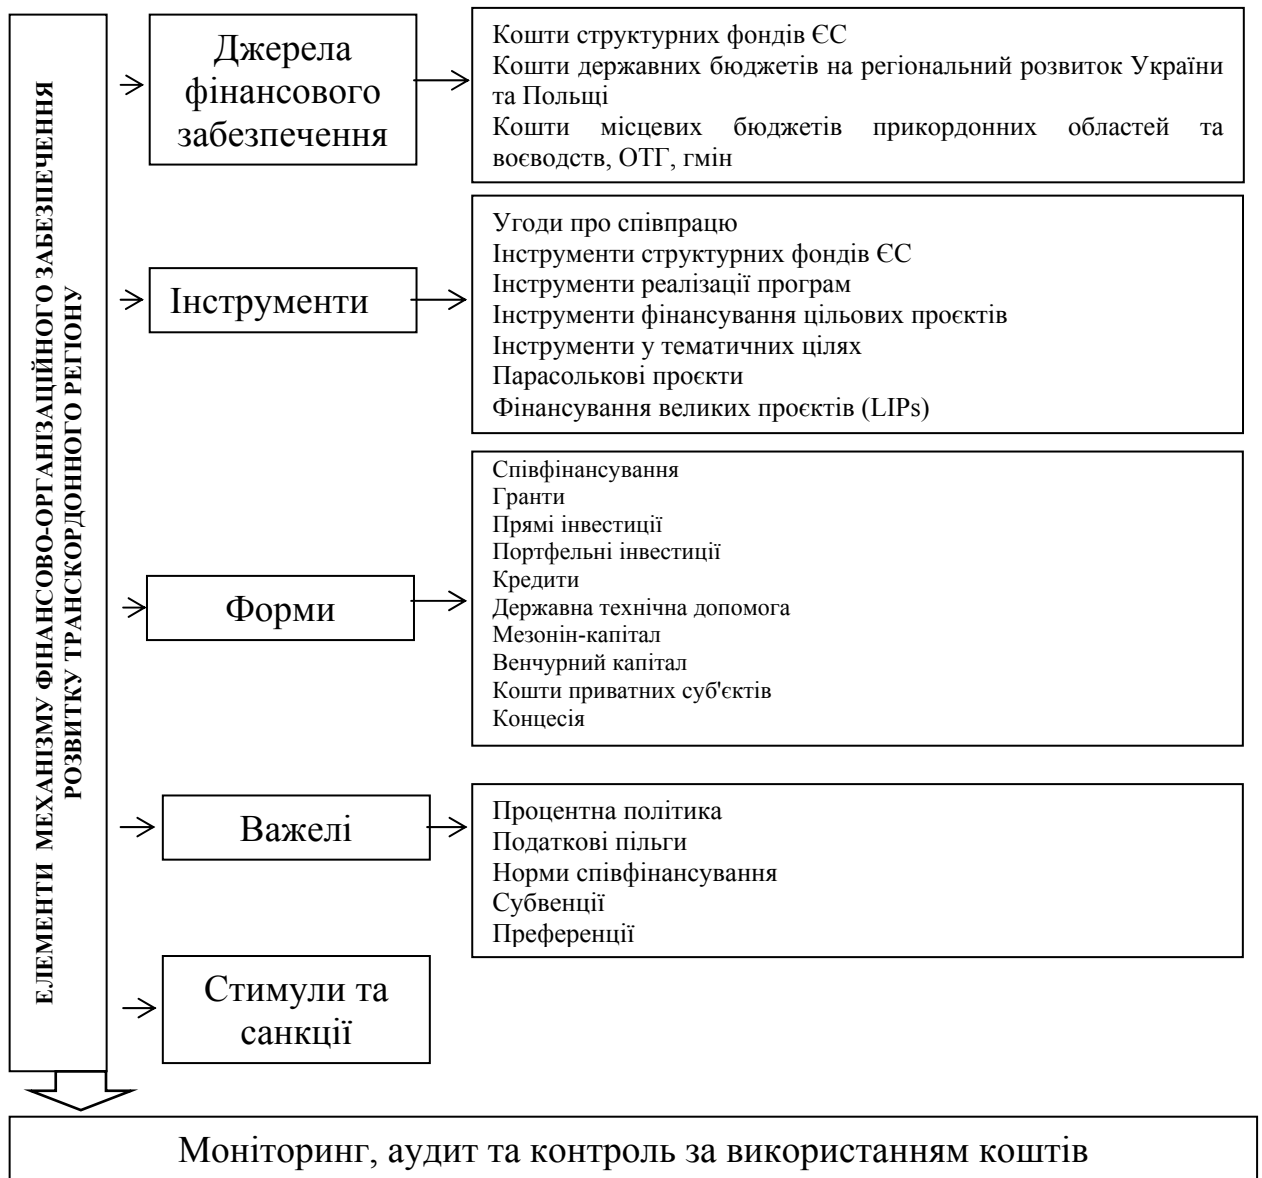 ЕЛЕМЕНТИ МЕХАНІЗМУ ФІНАНСОВО-ОРГАНІЗАЦІЙНОГО ЗАБЕЗПЕЧЕННЯ
РОЗВИТКУ ТРАНСКОРДОННОГО РЕГІОНУ
Джерела
фінансового
забезпечення
Кошти структурних фондів ЄС
Кошти державних бюджетів на регіональний розвиток України
та Польщі
Кошти місцевих бюджетів прикордонних областей та
воєводств, ОТГ, гмін
Інструменти
Угоди про співпрацю
Інструменти структурних фондів ЄС
Інструменти реалізації програм
Інструменти фінансування цільових проєктів
Інструменти у тематичних цілях
Парасолькові проєкти
Фінансування великих проєктів (LIPs)
Форми
Співфінансування
Гранти
Прямі інвестиції
Портфельні інвестиції
Кредити
Державна технічна допомога
Мезонін-капітал
Венчурний капітал
Кошти приватних суб'єктів
Концесія
Важелі
Процентна політика
Податкові пільги
Норми співфінансування
Субвенції
Преференції
Стимули та
санкції
Моніторинг, аудит та контроль за використанням коштів